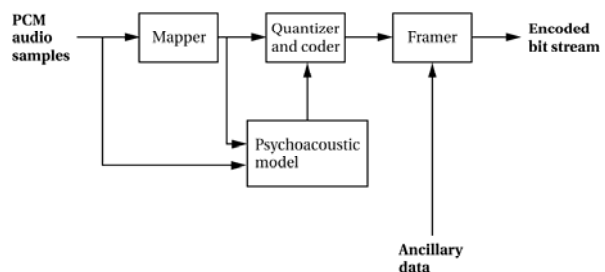 PCM
audio
samples
Mapper
Quantizer
and coder
Framer
Encoded
bit stream
Psychoacoustic
model
Ancillary
data